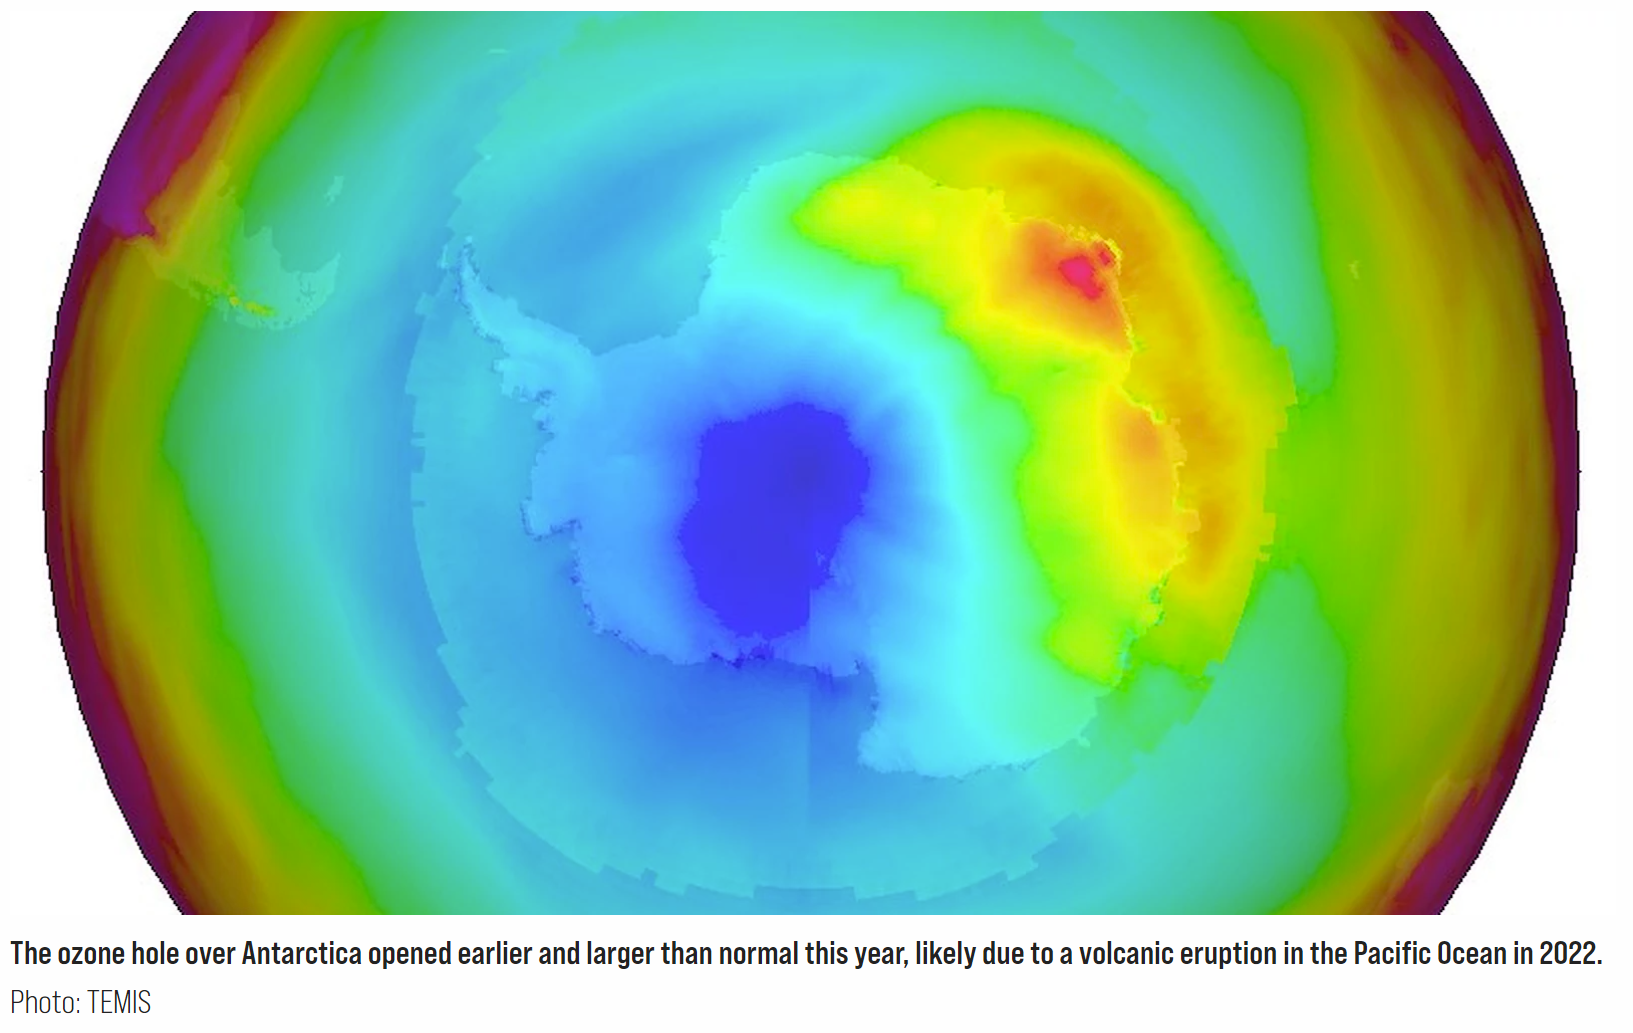 The ozone hole over Antarctica opened earlier and larger than normal this year, likely due to a volcanic eruption in the Pacific Ocean in 2022.
Photo: TEMIS